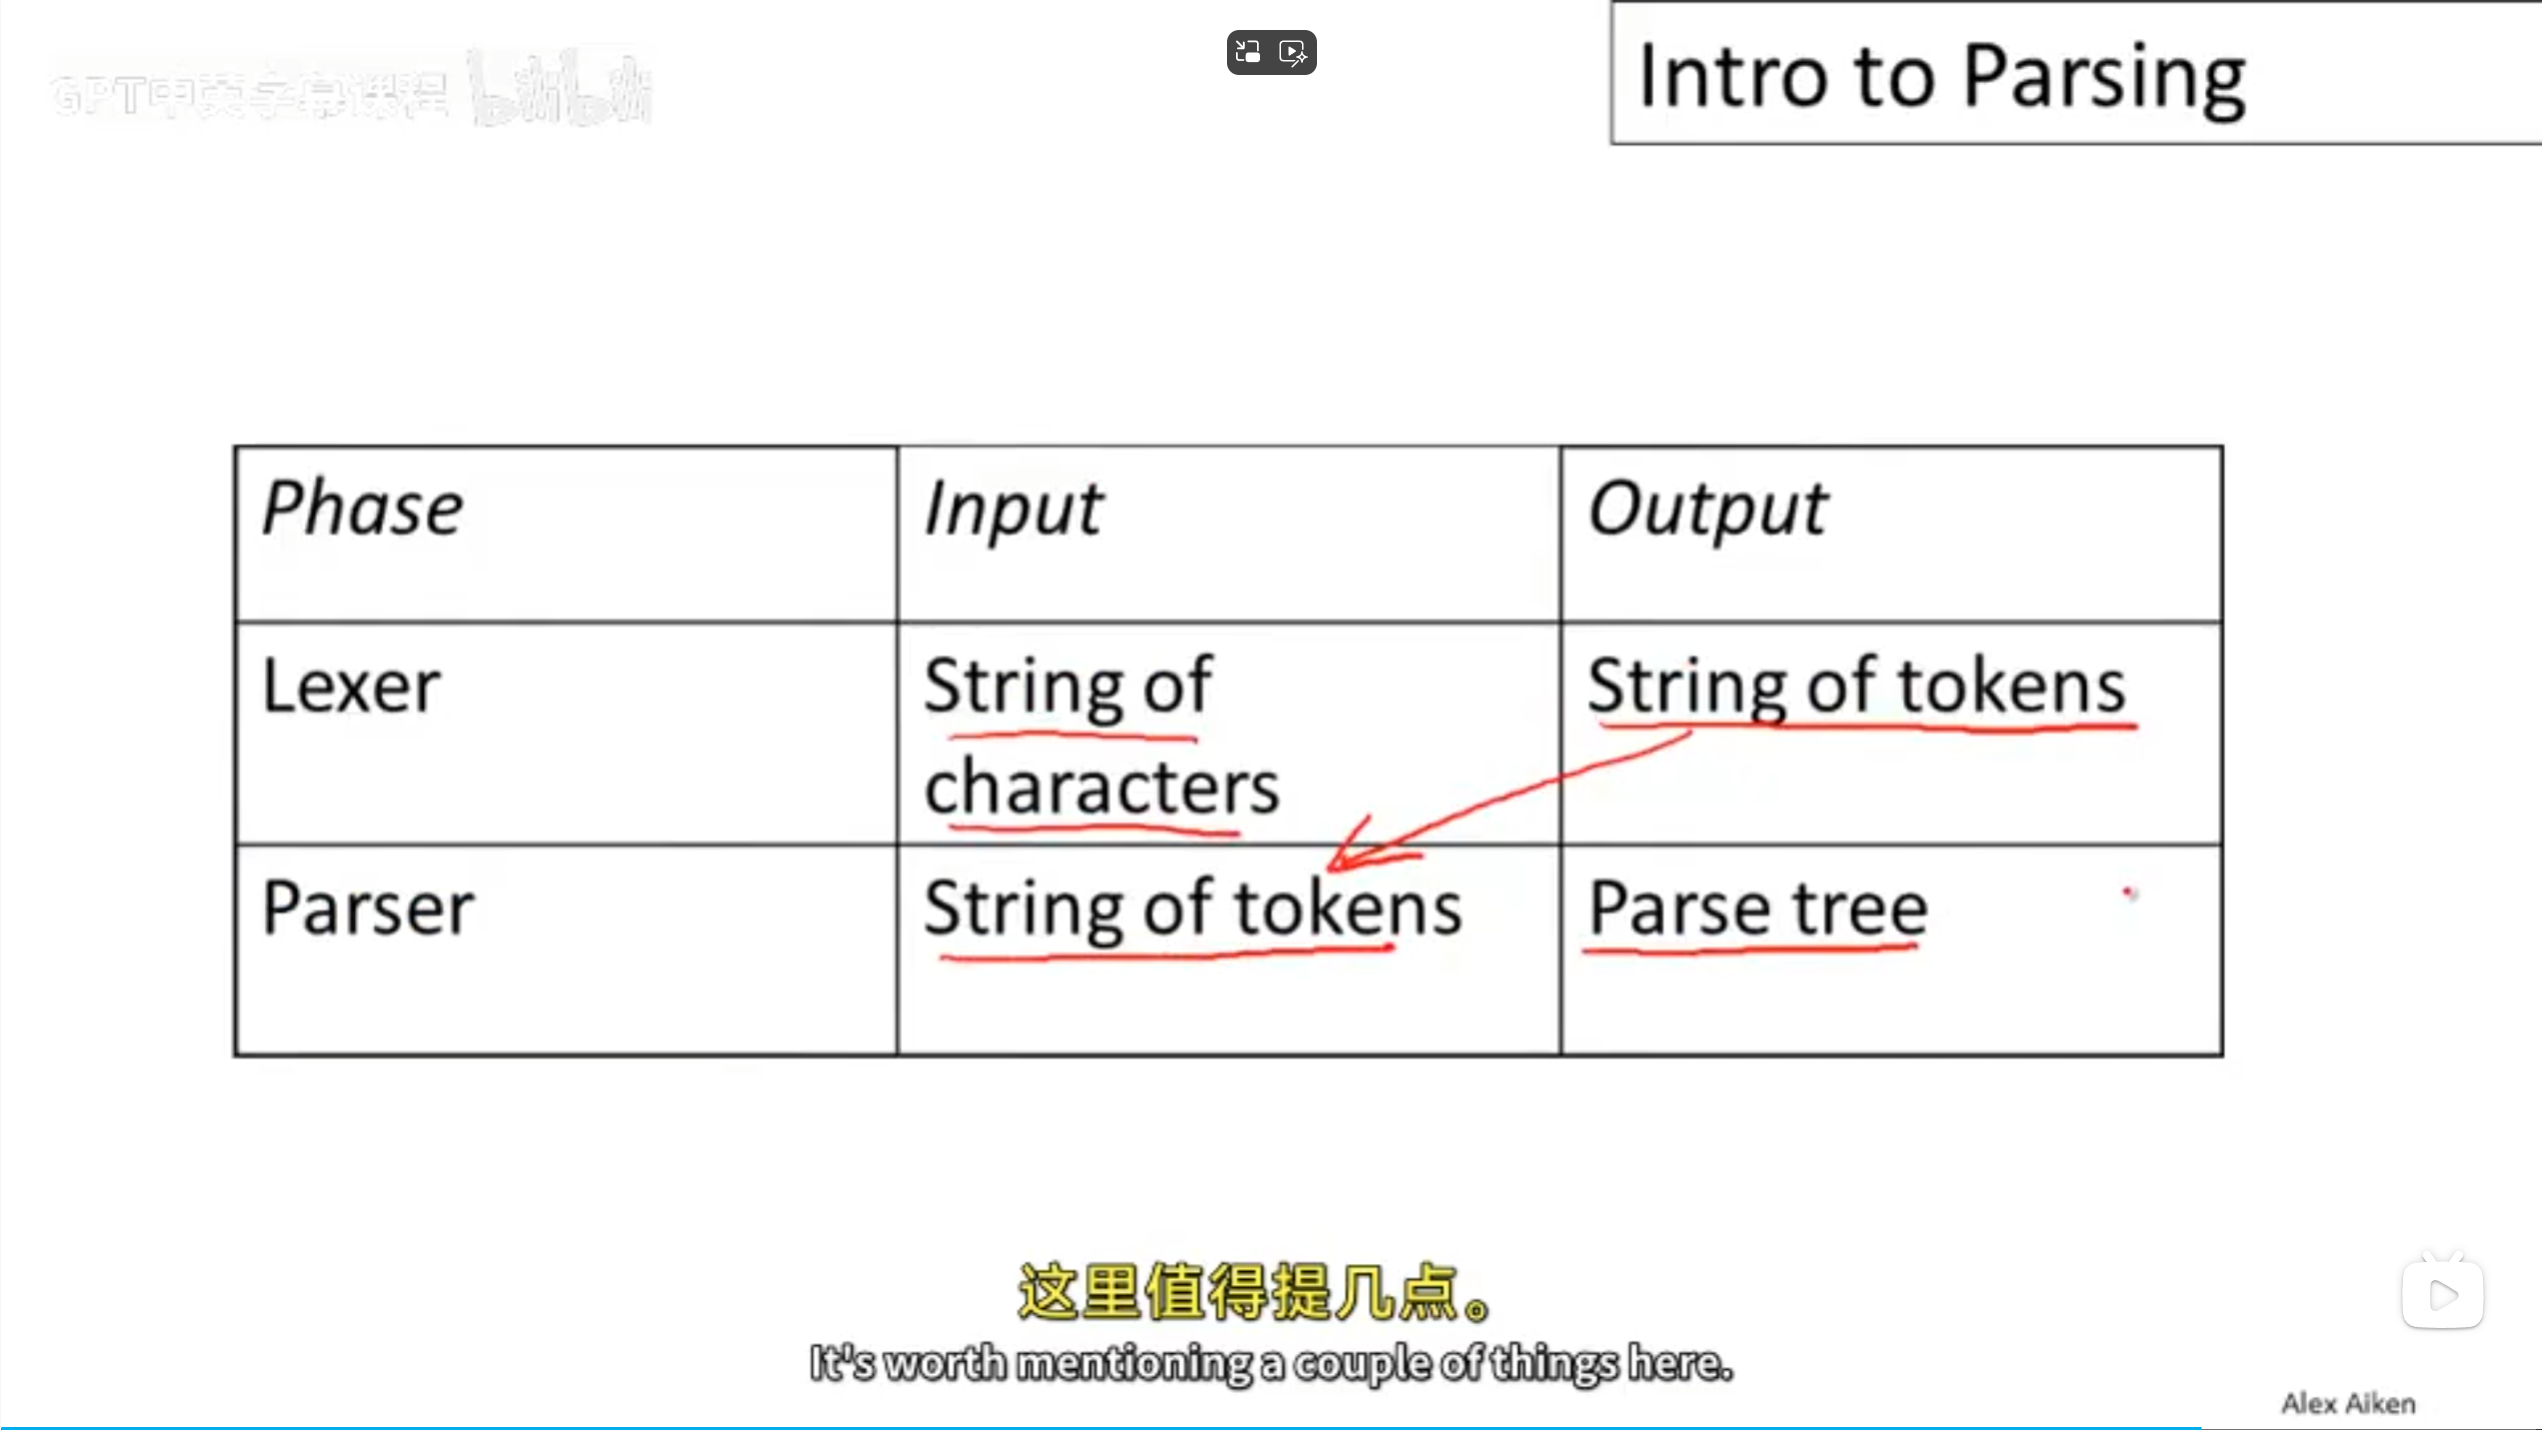 GPT中英字幕课程 bilibili
Intro to Parsing
Phase
Input
Output
Lexer
String of
characters
String of tokens
Parser
String of tokens
Parse tree
这里值得提几点。
It's worth mentioning a couple of things here.
Alex Aiken